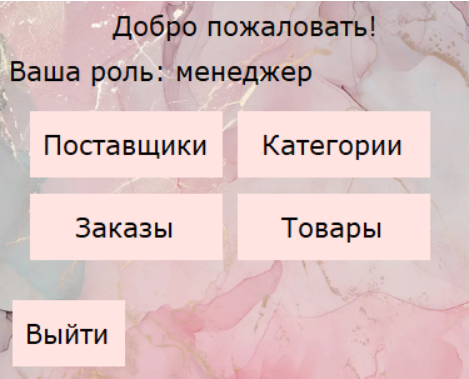 Добро пожаловать!
Ваша роль: менеджер
Поставщики Категории
Заказы Товары
Выйти